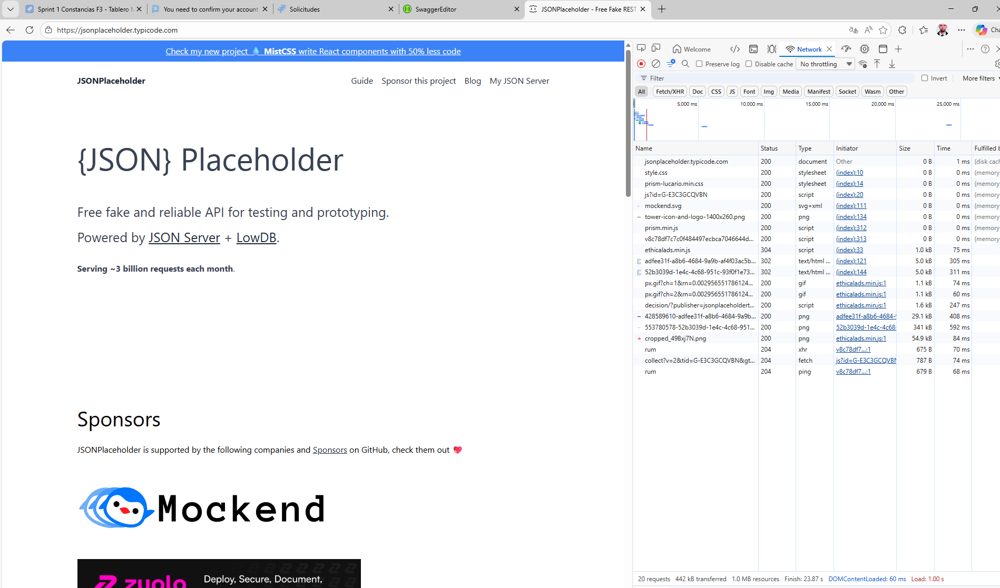 Sprint 1 Constancias F3 - Tablero
You need to confirm your account
Solicitudes
SwaggerEditor
JSONPlaceholder - Free Fake REST
https://jsonplaceholder.typicode.com
Check my new project 💧 MistCSS write React components with 50% less code
JSONPlaceholder
Guide Sponsor this project Blog My JSON Server
{JSON} Placeholder
Free fake and reliable API for testing and prototyping.
Powered by JSON Server + LowDB.
Serving ~3 billion requests each month.
Sponsors
JSONPlaceholder is supported by the following companies and Sponsors on GitHub, check them out 💖
Mockend
zuplo
Deploy, Secure, Document,
Welcome
Network
Preserve log Disable cache No throttling
Filter Invert More filters
All Fetch/XHR Doc CSS JS Font Img Media Manifest Socket Wasm Other
5,000 ms 10,000 ms 15,000 ms 20,000 ms 25,000 ms
Name Status Type Initiator Size Time Fulfilled
jsonplaceholder.typicode.com 200 document Other 0 B 1 ms (disk cach
style.css 200 stylesheet (index):10 0 B 0 ms (memory
prism-lucario.min.css 200 stylesheet (index):14 0 B 0 ms (memory
js?id=G-E3C3GCQVBN 200 script (index):20 0 B 0 ms (memory
mockend.svg 200 svg+xml (index):111 0 B 0 ms (memory
tower-icon-and-logo-1400x260.png 200 png (index):134 0 B 0 ms (memory
prism.min.js 200 script (index):312 0 B 0 ms (memory
v8c78df7c7c0f484497ecbca7046644d... 200 script (index):313 0 B 0 ms (memory
ethicalads.min.js 304 script (index):33 1.0 kB 75 ms
adfee31f-a8b6-4684-9a9b-af4f03ac5b... 302 text/html ... (index):121 5.0 kB 305 ms
52b3039d-1e4c-4c68-951c-93f0f1e73... 302 text/html ... (index):144 5.0 kB 311 ms
px.gif?ch=1&rn=0.002956551786124... 200 gif ethicalads.min.js:1 1.1 kB 74 ms
px.gif?ch=2&rn=0.002956551786124... 200 gif ethicalads.min.js:1 1.1 kB 60 ms
decision/?publisher=jsonplaceholdert... 200 script ethicalads.min.js:1 1.6 kB 247 ms
428589610-adfee31f-a8b6-4684-9a9b... 200 png adfee31f-a8b6-4684-9 29.1 kB 408 ms
553780578-52b3039d-1e4c-4c68-951... 200 png 52b3039d-1e4c-4c68- 341 kB 592 ms
cropped_49Bxj7N.png 200 png ethicalads.min.js:1 54.9 kB 84 ms
rum 204 xhr v8c78df7...:1 675 B 70 ms
collect?v=2&tid=G-E3C3GCQVBN&gt... 204 fetch js?id=G-E3C3GCQVBN 787 B 74 ms
rum 204 ping v8c78df7...:1 679 B 68 ms
20 requests 442 kB transferred 1.0 MB resources Finish: 23.87 s DOMContentLoaded: 60 ms Load: 1.00 s